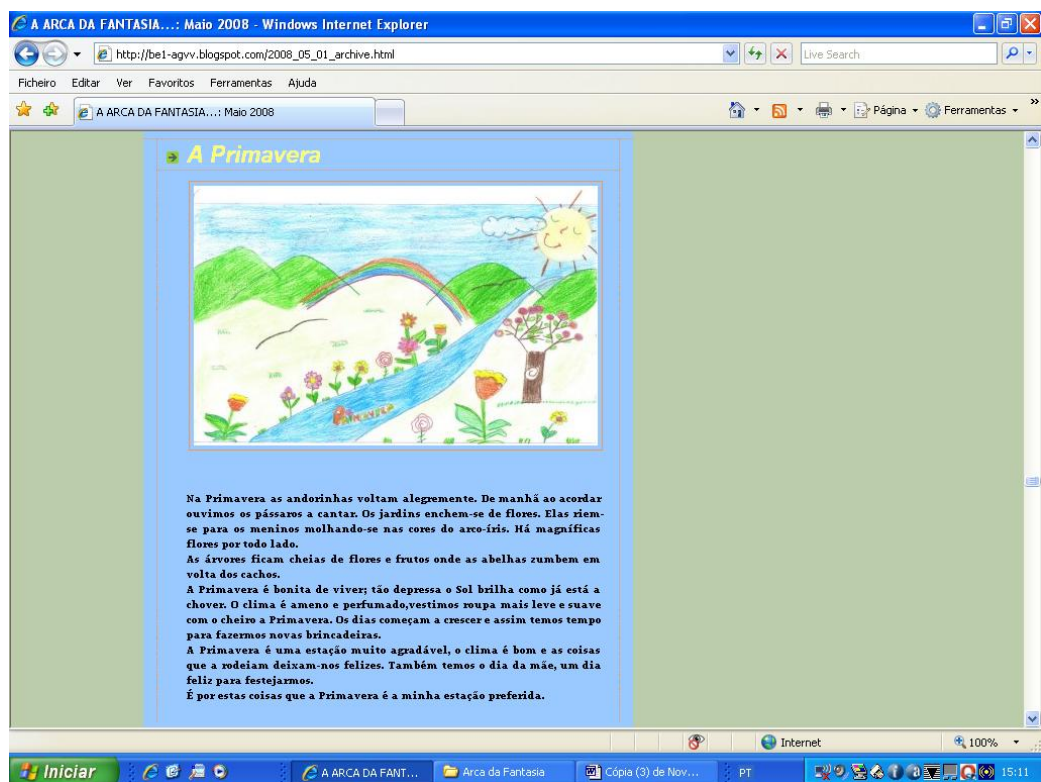 A ARCA DA FANTASIA...: Maio 2008 - Windows Internet Explorer
http://be1-agvv.blogspot.com/2008_05_01_archive.html
Live Search
Ficheiro Editar Ver Favoritos Ferramentas Ajuda
A ARCA DA FANTASIA...: Maio 2008
Página
Ferramentas
A Primavera
PRIMAVERA
Na Primavera as andorinhas voltam alegremente. De manhã ao acordar
ouvimos os pássaros a cantar. Os jardins enchem-se de flores. Elas riem-
se para os meninos molhando-se nas cores do arco-íris. Há magníficas
flores por todo lado.
As árvores ficam cheias de flores e frutos onde as abelhas zumbem em
volta dos cachos.
A Primavera é bonita de viver; tão depressa o Sol brilha como já está a
chover. O clima é ameno e perfumado,vestimos roupa mais leve e suave
com o cheiro a Primavera. Os dias começam a crescer e assim temos tempo
para fazermos novas brincadeiras.
A Primavera é uma estação muito agradável, o clima é bom e as coisas
que a rodeiam deixam-nos felizes. Também temos o dia da mãe, um dia
feliz para festejarmos.
É por estas coisas que a Primavera é a minha estação preferida.
Internet
100%
Iniciar
A ARCA DA FANT...
Arca da Fantasia
Cópia (3) de Nov...
PT
15:11